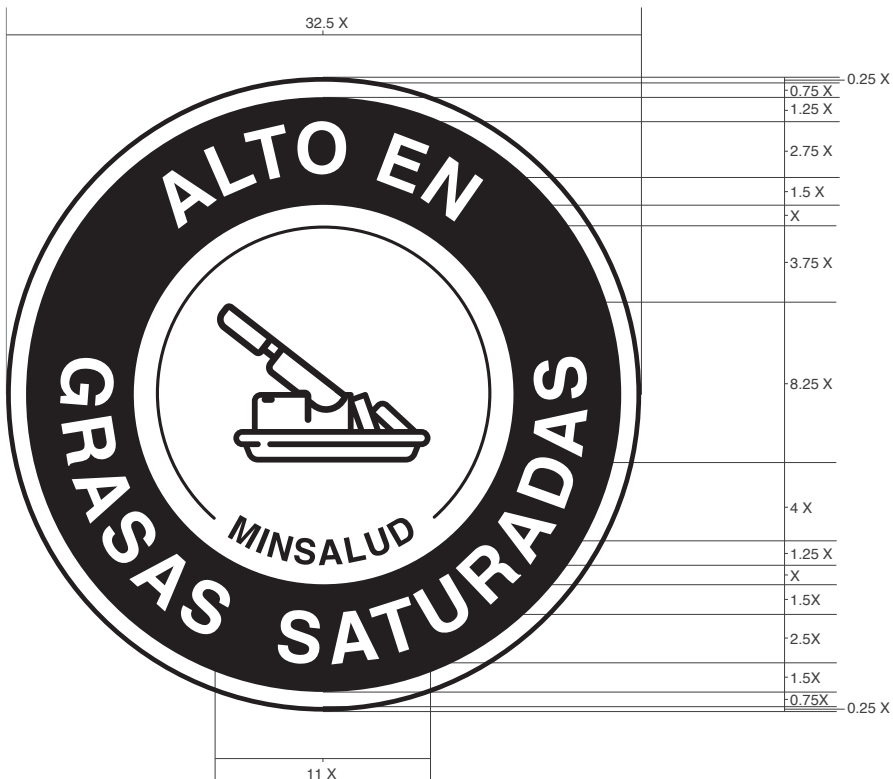 32.5 X
0.25 X
0.75 X
1.25 X
2.75 X
1.5 X
X
3.75 X
8.25 X
4 X
1.25 X
X
1.5X
2.5X
1.5X
0.75X
0.25 X
11 X
ALTO EN
GRASAS SATURADAS
MINSALUD